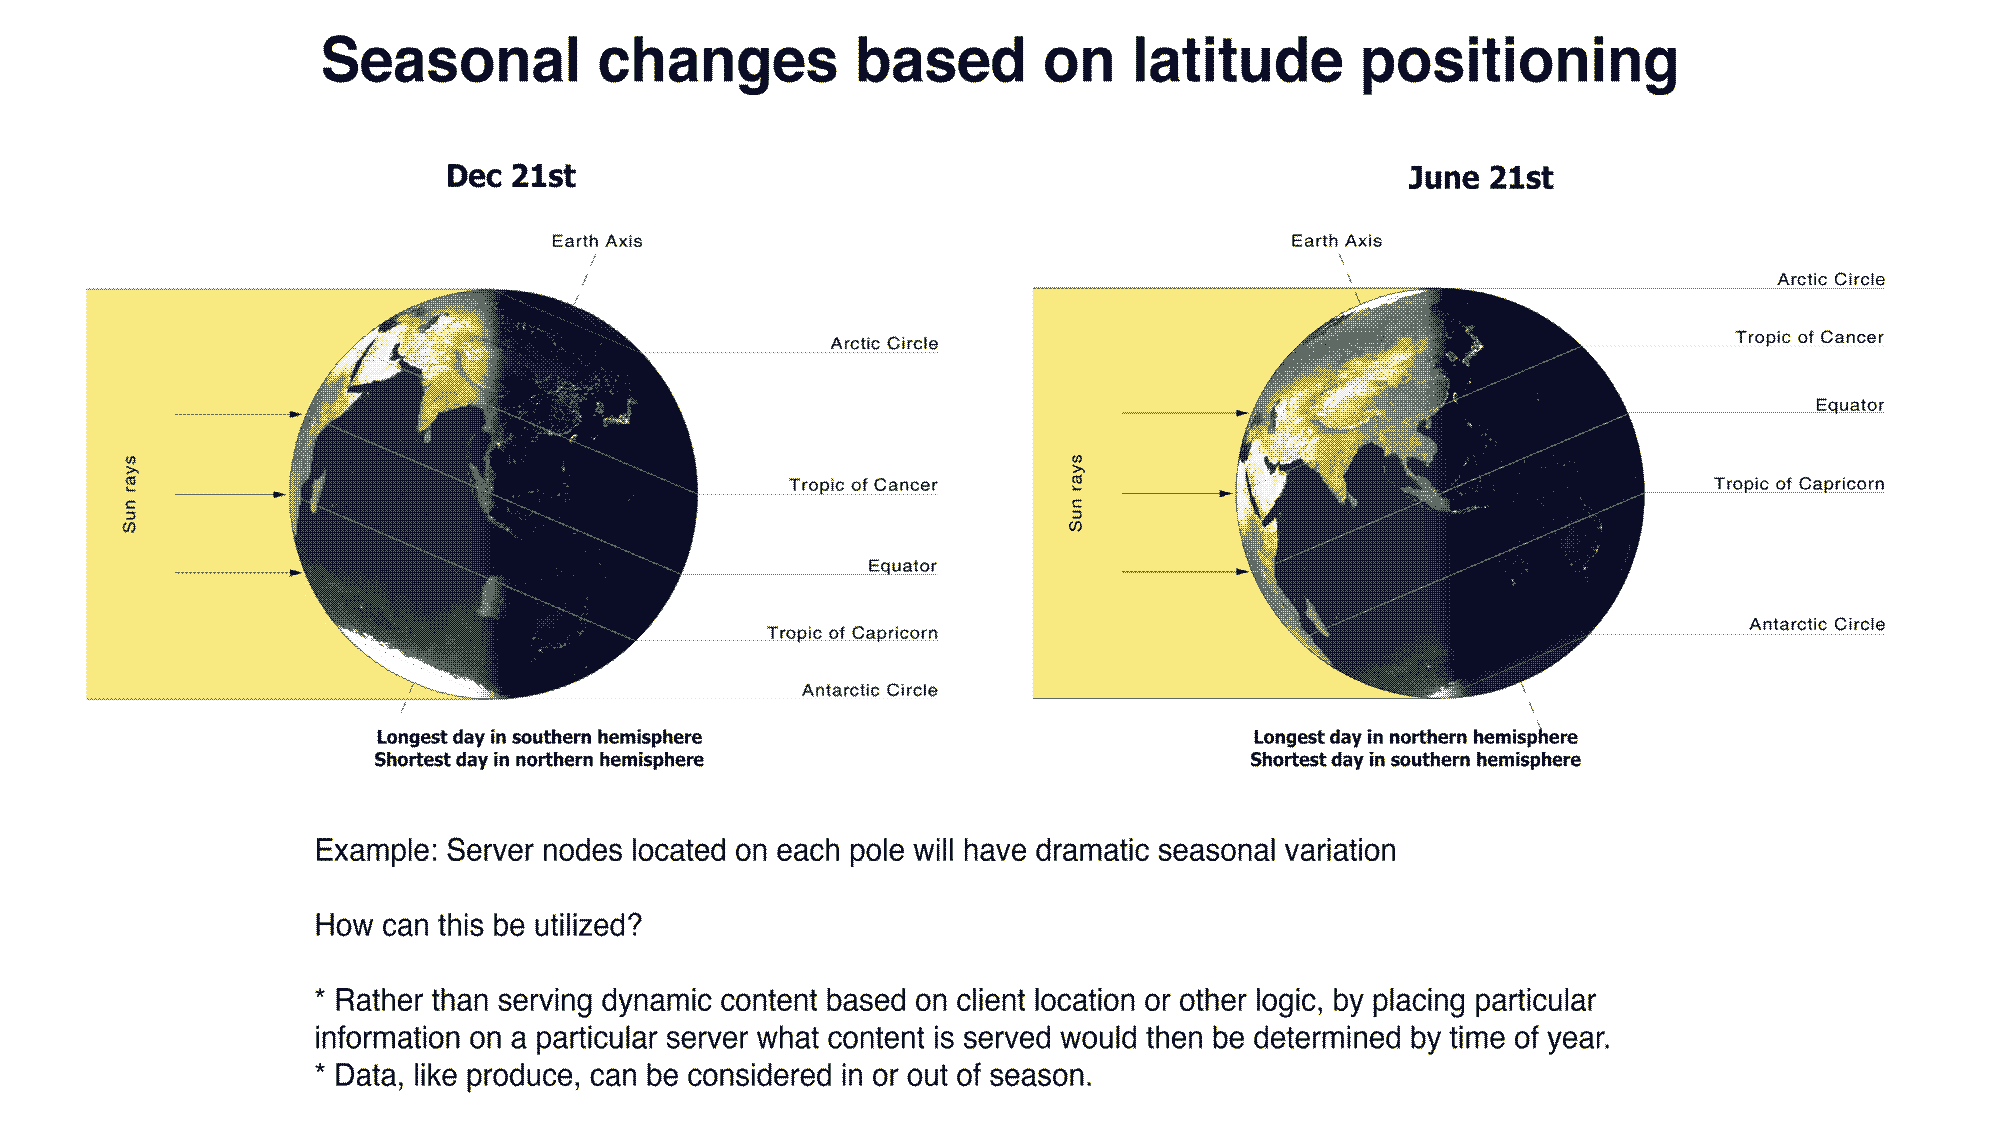 Seasonal changes based on latitude positioning
Dec 21st
Earth Axis
Arctic Circle
Tropic of Cancer
Equator
Tropic of Capricorn
Antarctic Circle
Sun rays
Longest day in southern hemisphere
Shortest day in northern hemisphere
June 21st
Earth Axis
Arctic Circle
Tropic of Cancer
Equator
Tropic of Capricorn
Antarctic Circle
Sun rays
Longest day in northern hemisphere
Shortest day in southern hemisphere
Example: Server nodes located on each pole will have dramatic seasonal variation
How can this be utilized?
* Rather than serving dynamic content based on client location or other logic, by placing particular
information on a particular server what content is served would then be determined by time of year.
* Data, like produce, can be considered in or out of season.